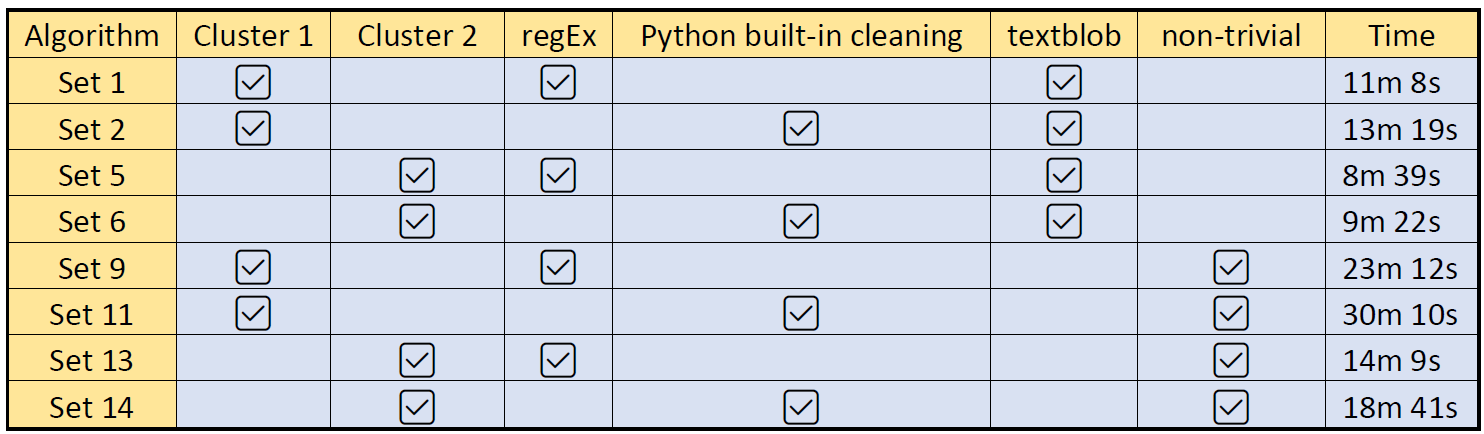 Algorithm Cluster 1 Cluster 2 regEx Python built-in cleaning textblob non-trivial Time
Set 1 ☑ ☑ ☑ 11m 8s
Set 2 ☑ ☑ ☑ 13m 19s
Set 5 ☑ ☑ ☑ 8m 39s
Set 6 ☑ ☑ ☑ 9m 22s
Set 9 ☑ ☑ ☑ 23m 12s
Set 11 ☑ ☑ ☑ 30m 10s
Set 13 ☑ ☑ ☑ 14m 9s
Set 14 ☑ ☑ ☑ 18m 41s